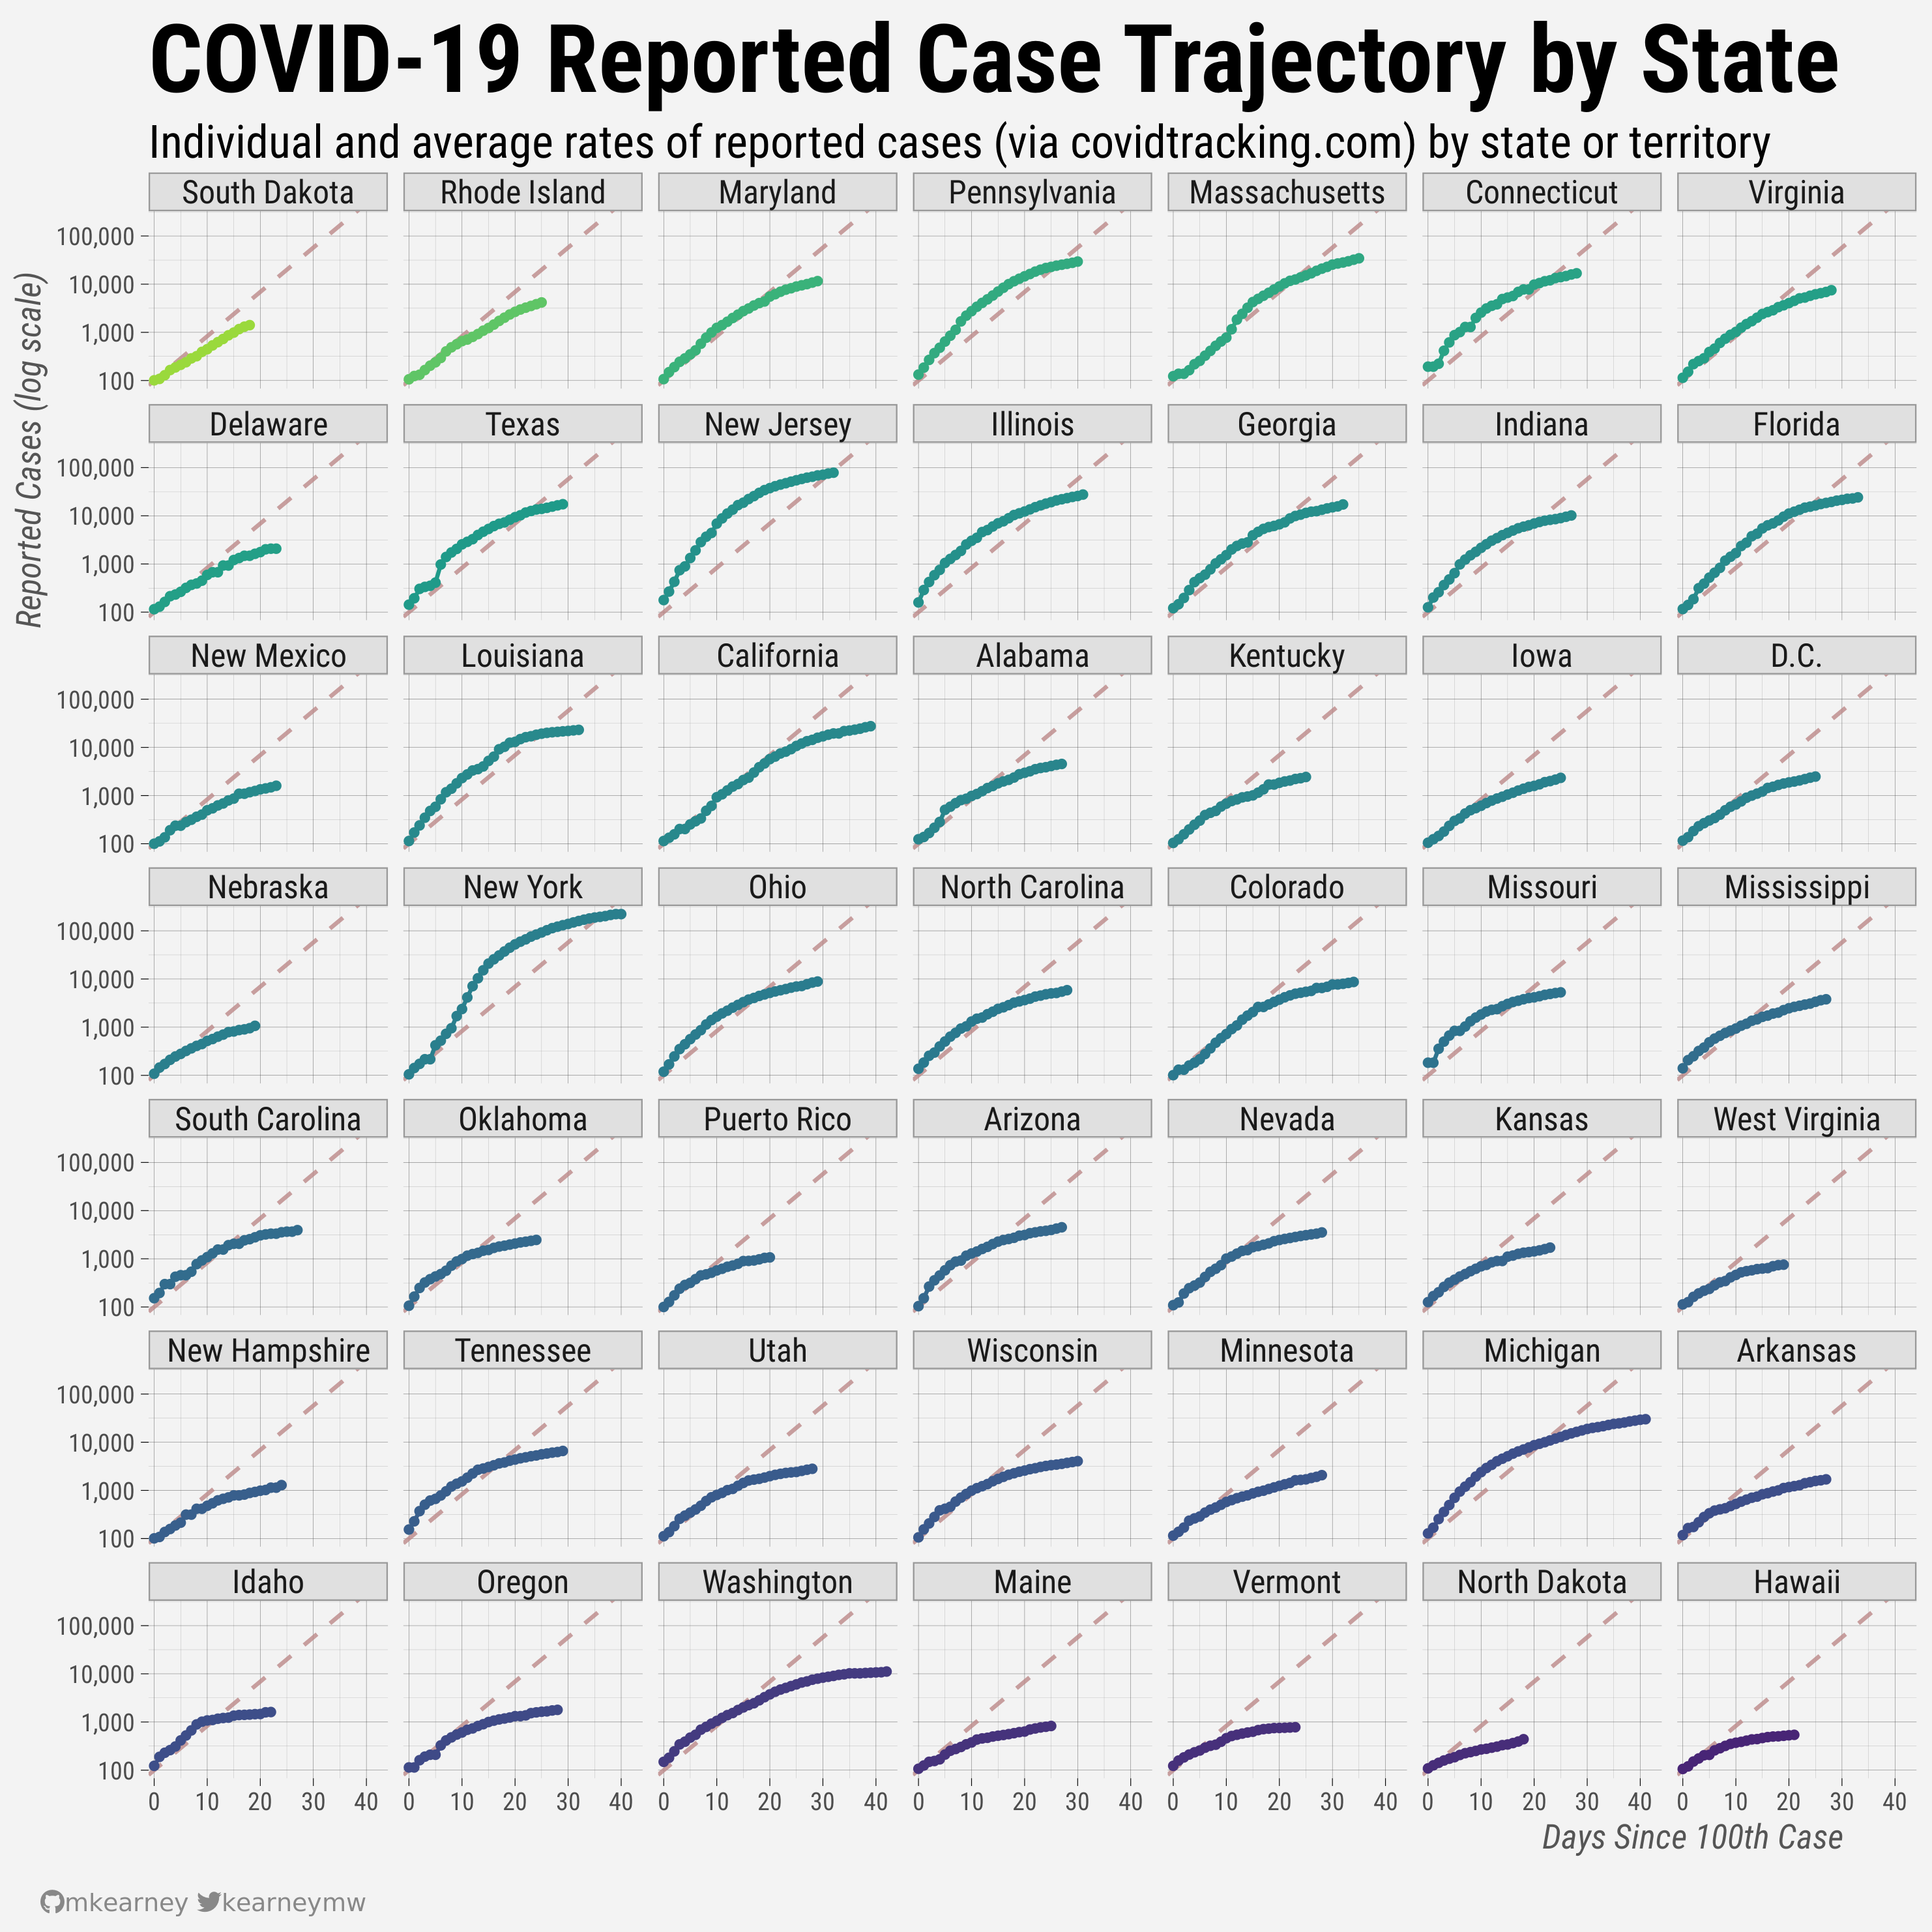 COVID-19 Reported Case Trajectory by State
Individual and average rates of reported cases (via covidtracking.com) by state or territory
Reported Cases (log scale)
South Dakota Rhode Island Maryland Pennsylvania Massachusetts Connecticut Virginia
100,000
10,000
1,000
100
Delaware Texas New Jersey Illinois Georgia Indiana Florida
100,000
10,000
1,000
100
New Mexico Louisiana California Alabama Kentucky Iowa D.C.
100,000
10,000
1,000
100
Nebraska New York Ohio North Carolina Colorado Missouri Mississippi
100,000
10,000
1,000
100
South Carolina Oklahoma Puerto Rico Arizona Nevada Kansas West Virginia
100,000
10,000
1,000
100
New Hampshire Tennessee Utah Wisconsin Minnesota Michigan Arkansas
100,000
10,000
1,000
100
Idaho Oregon Washington Maine Vermont North Dakota Hawaii
100,000
10,000
1,000
100
0 10 20 30 40 0 10 20 30 40 0 10 20 30 40 0 10 20 30 40 0 10 20 30 40 0 10 20 30 40 0 10 20 30 40
Days Since 100th Case
mkearney kearneymw